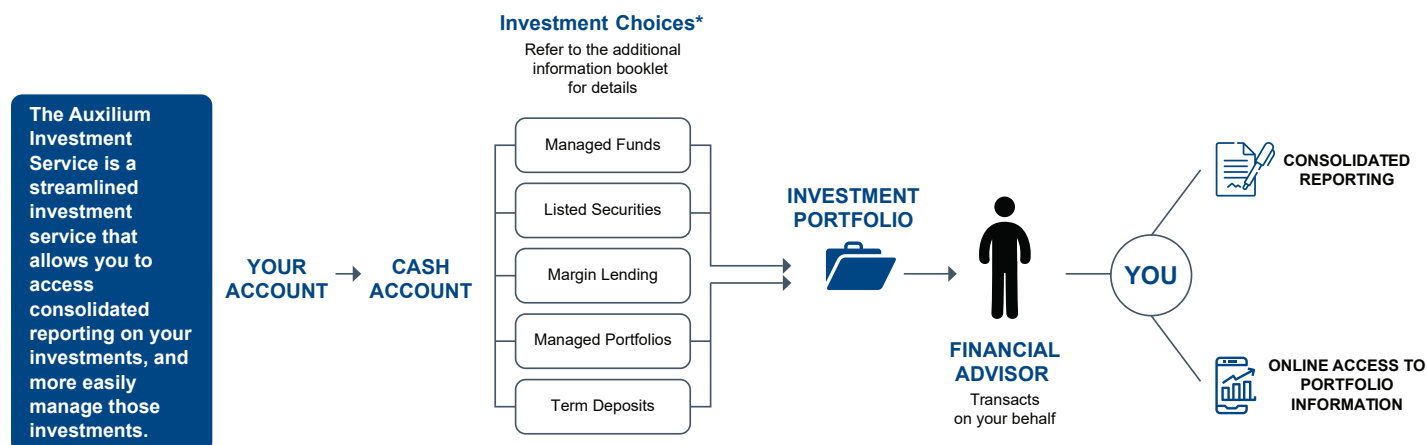 The Auxilium
Investment
Service is a
streamlined
investment
service that
allows you to
access
consolidated
reporting on your
investments, and
more easily
manage those
investments.
YOUR
ACCOUNT
CASH
ACCOUNT
Investment Choices*
Refer to the additional
information booklet
for details
Managed Funds
Listed Securities
Margin Lending
Managed Portfolios
Term Deposits
INVESTMENT
PORTFOLIO
FINANCIAL
ADVISOR
Transacts
on your behalf
YOU
CONSOLIDATED
REPORTING
ONLINE ACCESS TO
PORTFOLIO
INFORMATION